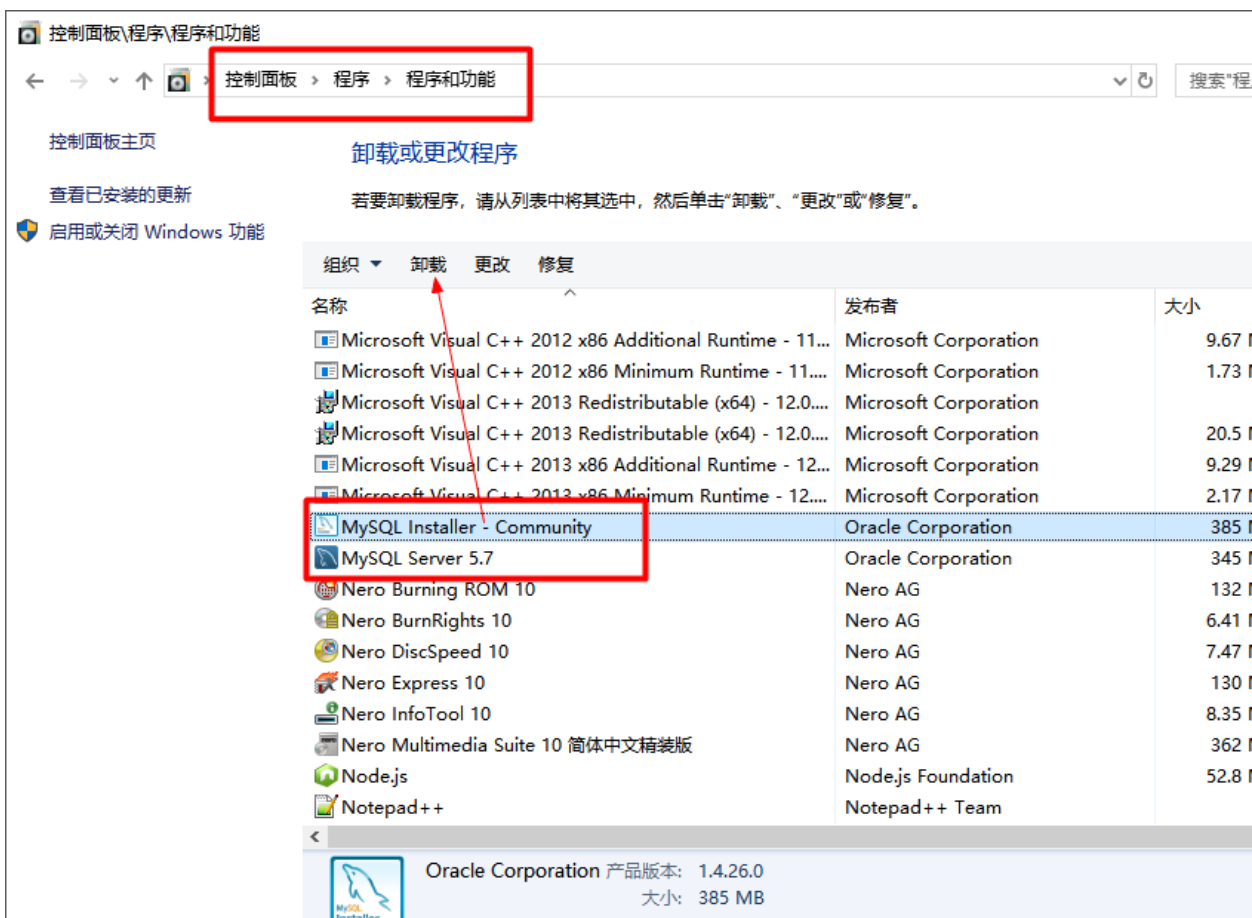 控制面板\程序\程序和功能
控制面板 › 程序 › 程序和功能
搜索"程
控制面板主页
查看已安装的更新
启用或关闭 Windows 功能
卸载或更改程序
若要卸载程序，请从列表中将其选中，然后单击“卸载”、“更改”或“修复”。
组织 卸载 更改 修复
名称 发布者 大小
Microsoft Visual C++ 2012 x86 Additional Runtime - 11... Microsoft Corporation 9.67
Microsoft Visual C++ 2012 x86 Minimum Runtime - 11.... Microsoft Corporation 1.73
Microsoft Visual C++ 2013 Redistributable (x64) - 12.0.... Microsoft Corporation
Microsoft Visual C++ 2013 Redistributable (x64) - 12.0.... Microsoft Corporation 20.5
Microsoft Visual C++ 2013 x86 Additional Runtime - 12... Microsoft Corporation 9.29
Microsoft Visual C++ 2013 x86 Minimum Runtime - 12.... Microsoft Corporation 2.17
MySQL Installer - Community Oracle Corporation 385
MySQL Server 5.7 Oracle Corporation 345
Nero Burning ROM 10 Nero AG 132
Nero BurnRights 10 Nero AG 6.41
Nero DiscSpeed 10 Nero AG 7.47
Nero Express 10 Nero AG 130
Nero InfoTool 10 Nero AG 8.35
Nero Multimedia Suite 10 简体中文精装版 Nero AG 362
Node.js Node.js Foundation 52.8
Notepad++ Notepad++ Team
Oracle Corporation 产品版本: 1.4.26.0
大小: 385 MB
MySQL
Installer